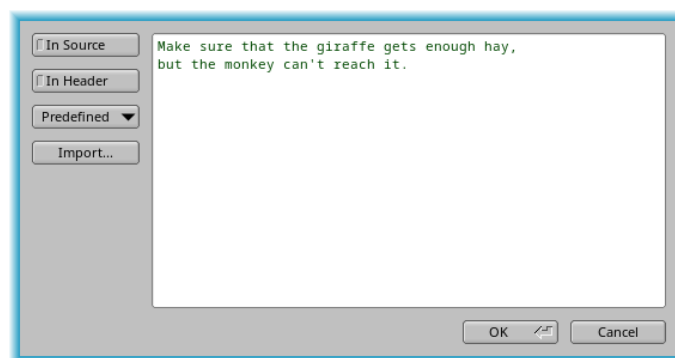 In Source
In Header
Predefined
Import...
Make sure that the giraffe gets enough hay,
but the monkey can't reach it.
OK
Cancel